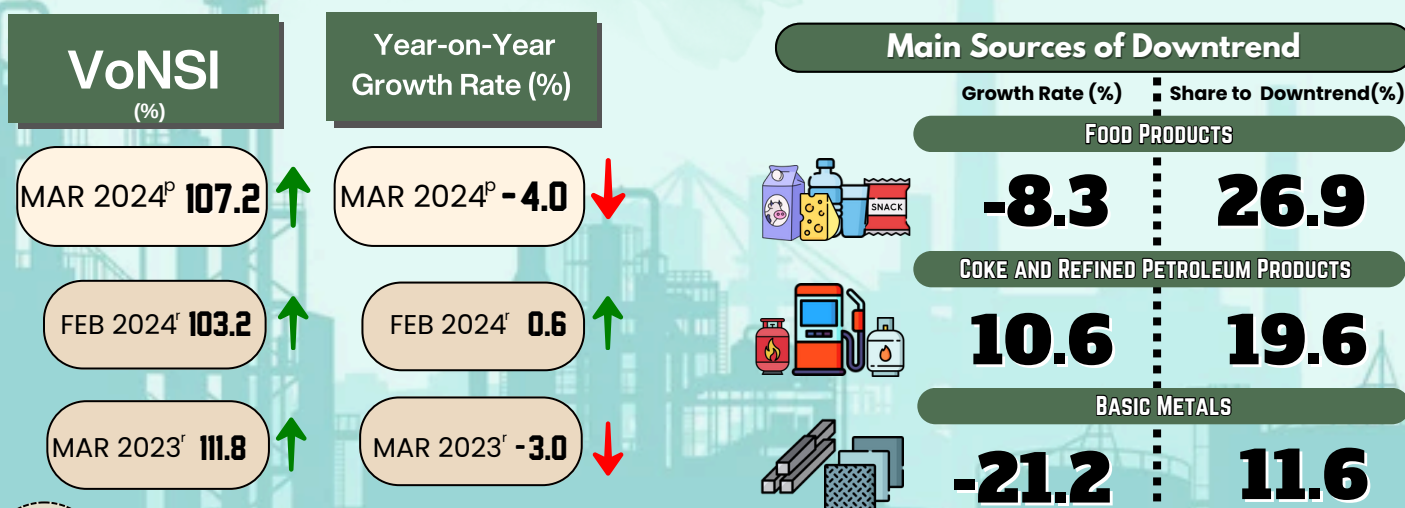 VoNSI
(%)
MAR 2024p 107.2
FEB 2024r 103.2
MAR 2023r 111.8
Year-on-Year
Growth Rate (%)
MAR 2024p -4.0
FEB 2024r 0.6
MAR 2023r -3.0
Main Sources of Downtrend
Growth Rate (%) Share to Downtrend(%)
FOOD PRODUCTS
SNACK
-8.3 26.9
COKE AND REFINED PETROLEUM PRODUCTS
10.6 19.6
BASIC METALS
-21.2 11.6